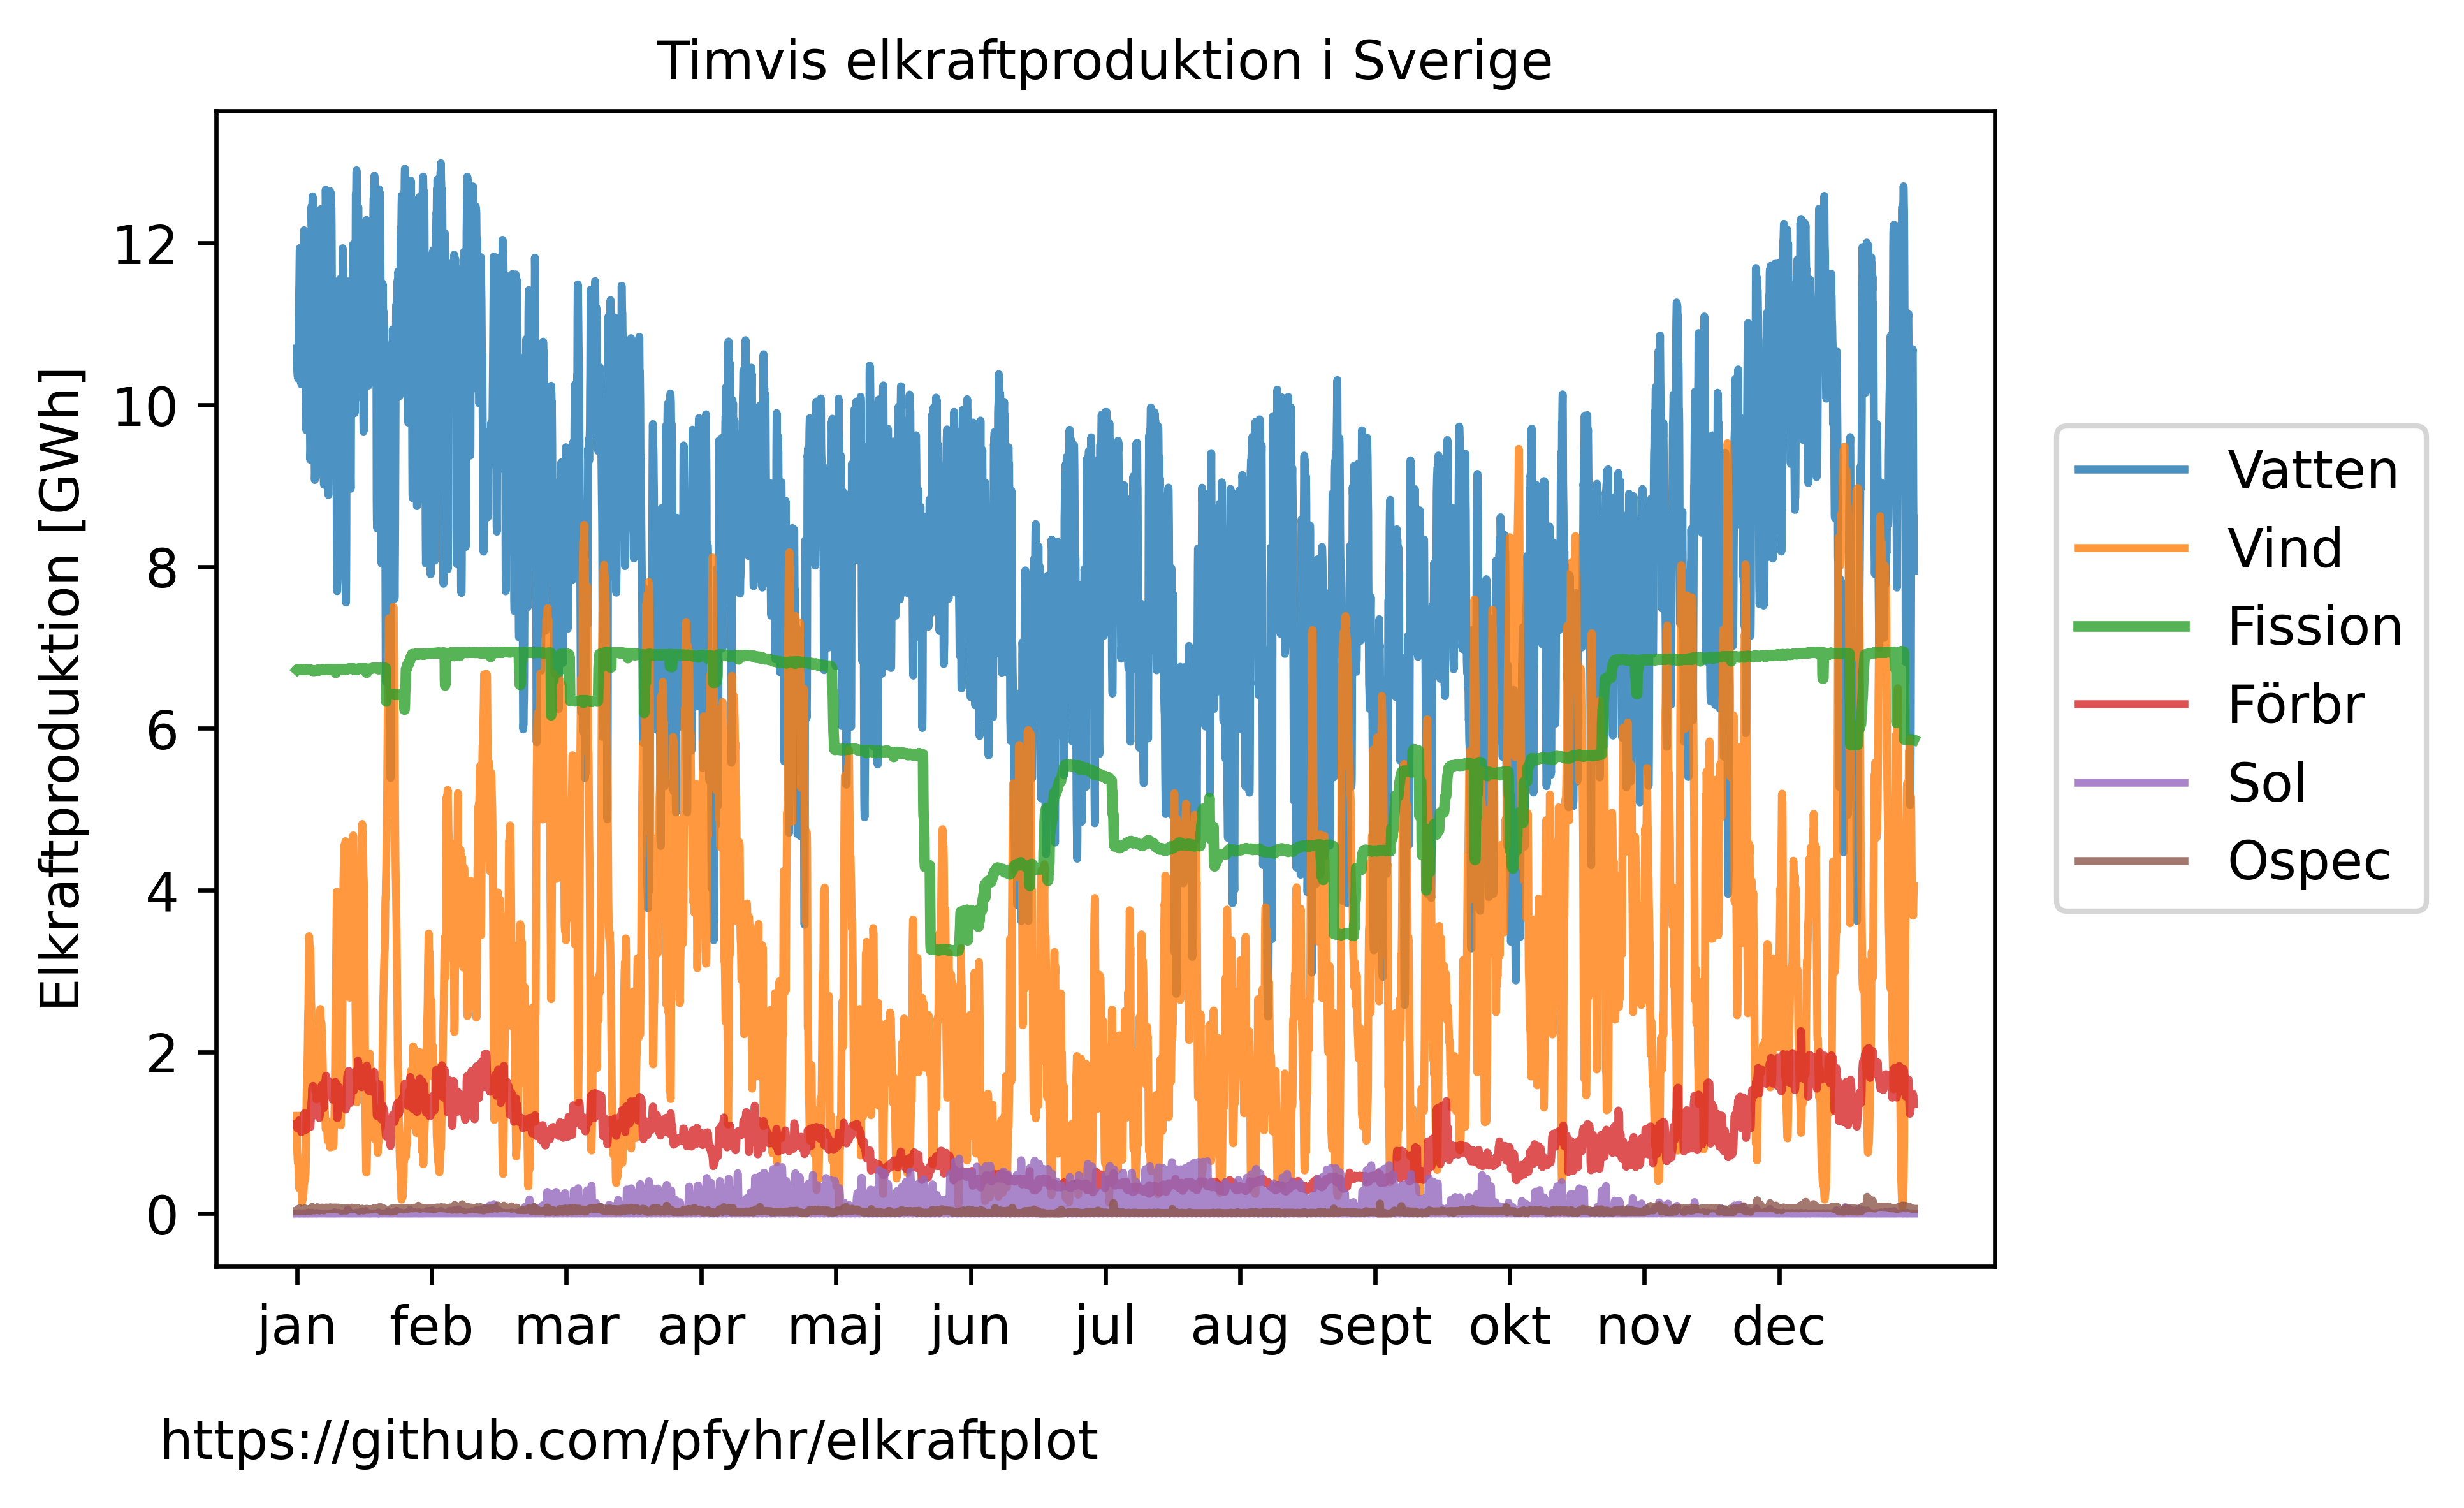 Timvis elkraftproduktion i Sverige
Elkraftproduktion [GWh]
12
10
8
6
4
2
0
jan feb mar apr maj jun jul aug sept okt nov dec
Vatten
Vind
Fission
Förbr
Sol
Ospec
https://github.com/pfyhr/elkraftplot